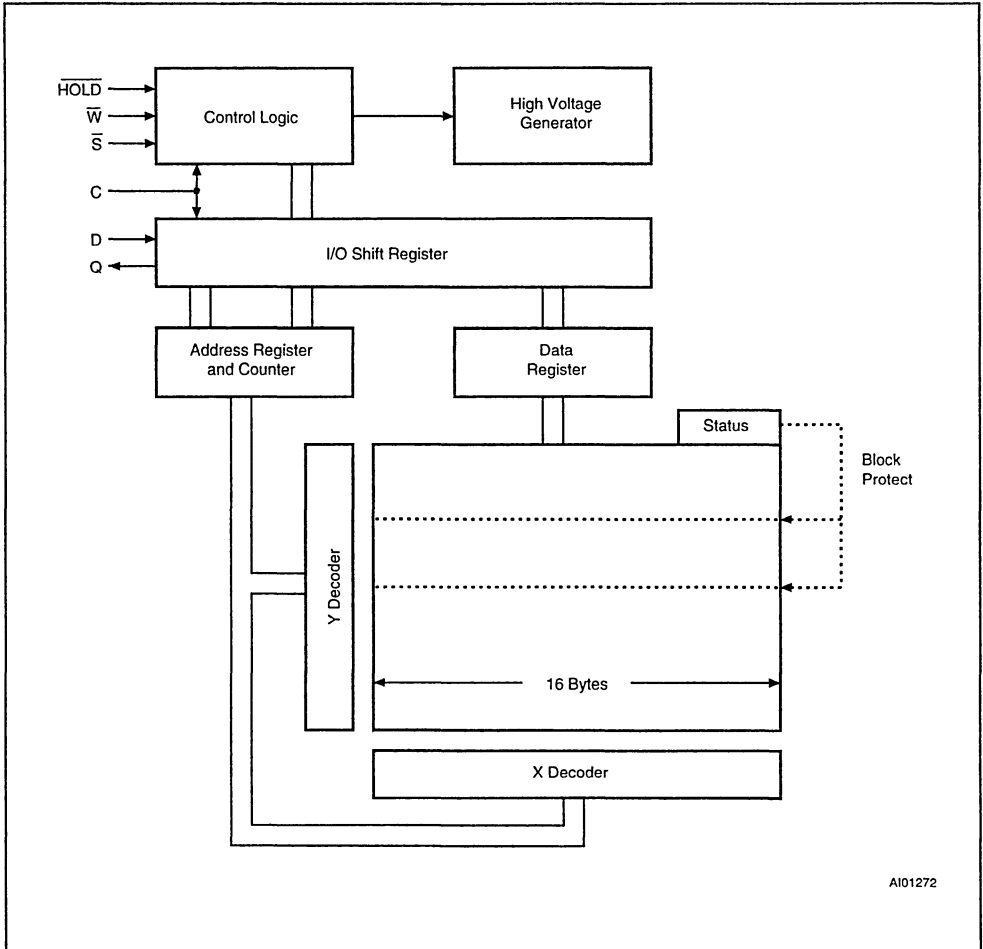 HOLD
W
S
C
D
Q
Control Logic
High Voltage
Generator
I/O Shift Register
Address Register
and Counter
Data
Register
Status
Block
Protect
Y Decoder
16 Bytes
X Decoder
AI01272